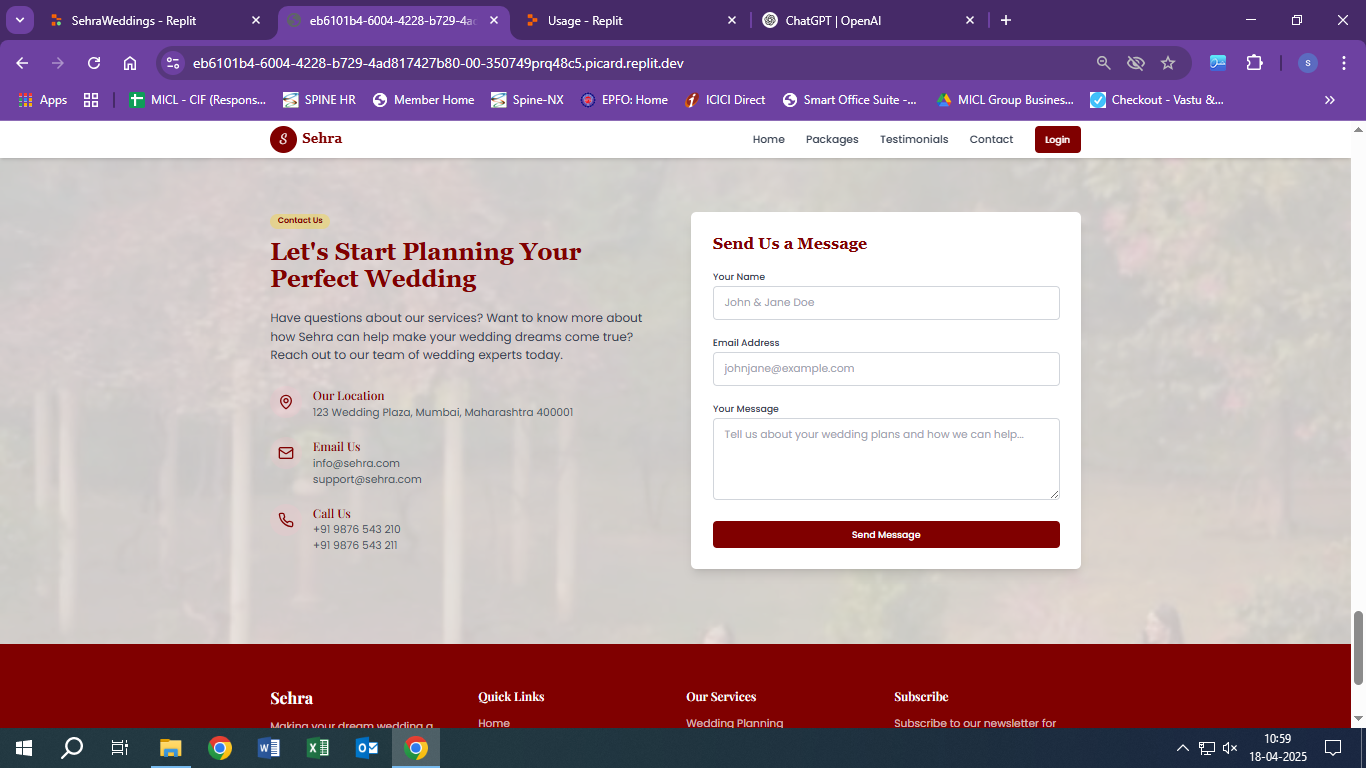 SehraWeddings - Replit
eb6101b4-6004-4228-b729-4ad
Usage - Replit
ChatGPT | OpenAI
eb6101b4-6004-4228-b729-4ad817427b80-00-350749prq48c5.picard.replit.dev
S
Apps
MICL - CIF (Respons...
SPINE HR
Member Home
Spine-NX
EPFO: Home
ICICI Direct
Smart Office Suite -...
MICL Group Business...
Checkout - Vastu &...
S Sehra
Home
Packages
Testimonials
Contact
Login
Contact Us
Let's Start Planning Your
Perfect Wedding
Have questions about our services? Want to know more about
how Sehra can help make your wedding dreams come true?
Reach out to our team of wedding experts today.
Our Location
123 Wedding Plaza, Mumbai, Maharashtra 400001
Email Us
info@sehra.com
support@sehra.com
Call Us
+91 9876 543 210
+91 9876 543 211
Send Us a Message
Your Name
John & Jane Doe
Email Address
johnjane@example.com
Your Message
Tell us about your wedding plans and how we can help...
Send Message
Sehra
Making your dream wedding a
Quick Links
Home
Our Services
Wedding Planning
Subscribe
Subscribe to our newsletter for
10:59
18-04-2025